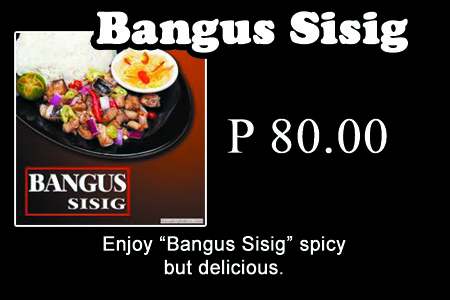 Bangus Sisig
P 80.00
BANGUS
SISIG
Enjoy “Bangus Sisig” spicy
but delicious.